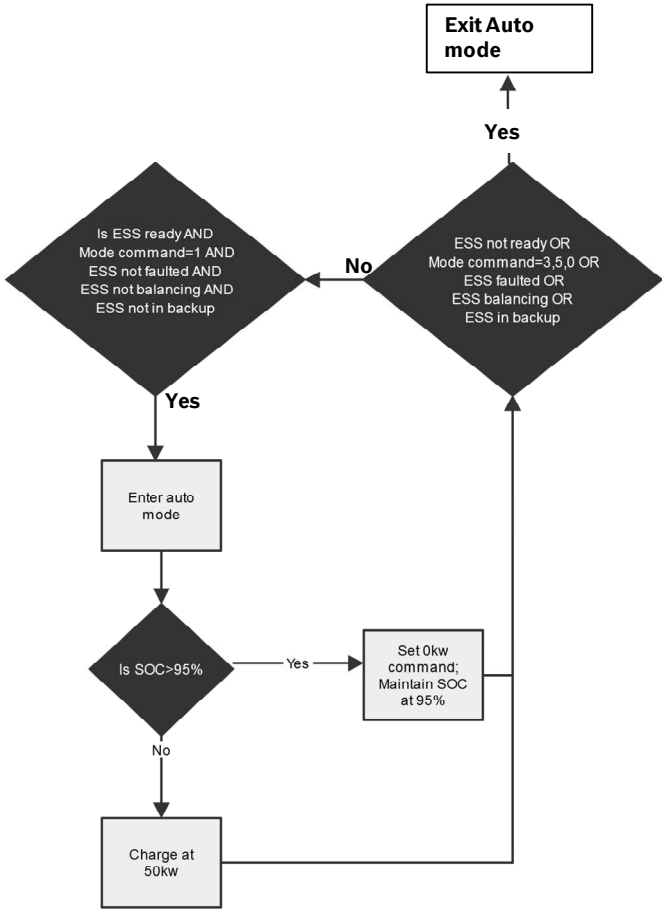 Exit Auto
mode
Yes
Is ESS ready AND
Mode command=1 AND
ESS not faulted AND
ESS not balancing AND
ESS not in backup
No
ESS not ready OR
Mode command=3,5,0 OR
ESS faulted OR
ESS balancing OR
ESS in backup
Yes
Enter auto
mode
Is SOC>95%
Yes
Set 0kw
command;
Maintain SOC
at 95%
No
Charge at
50kw